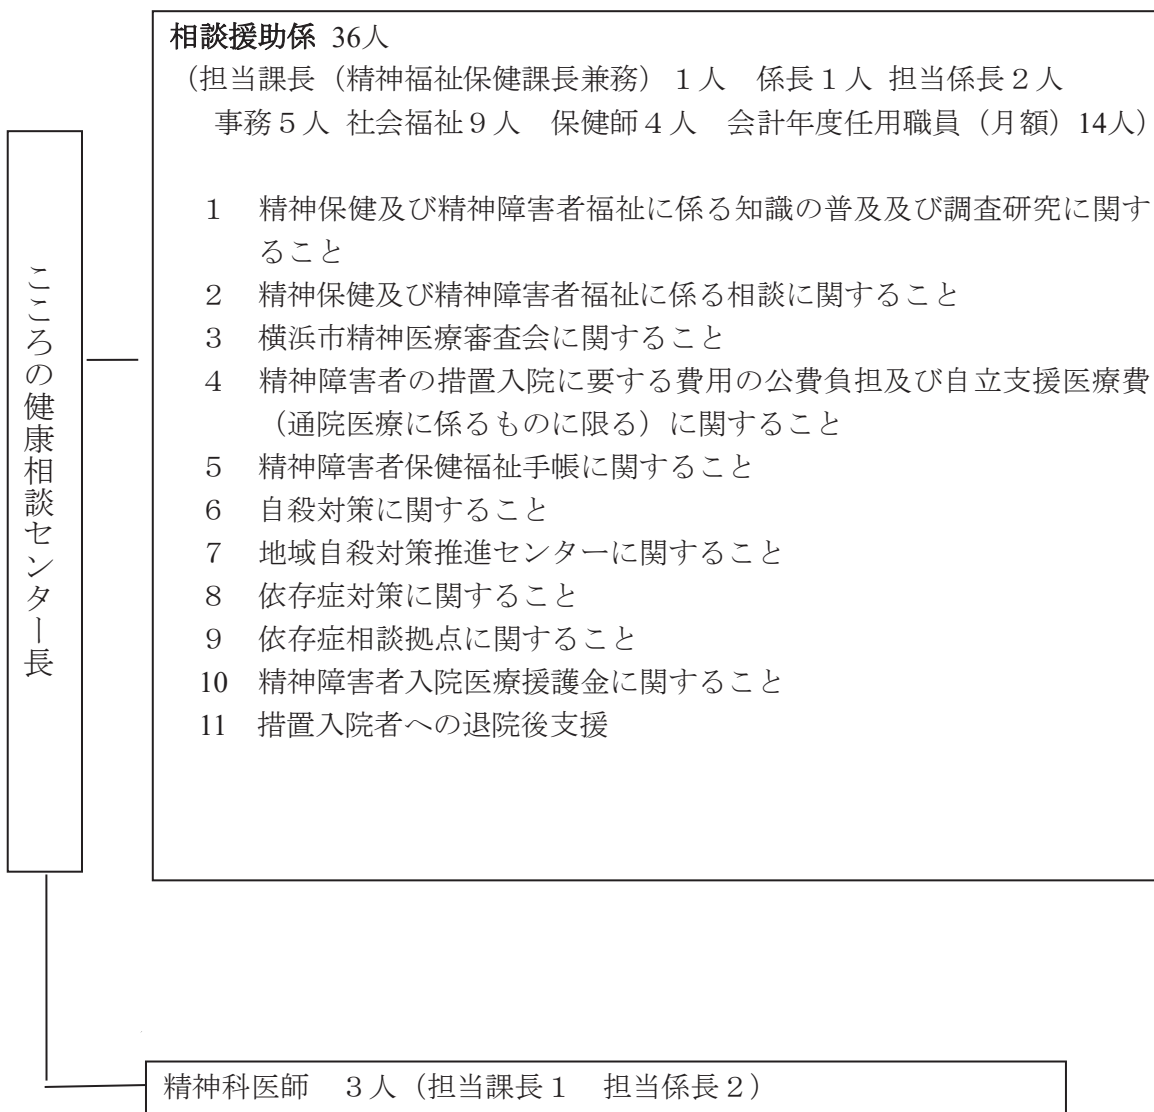 相談援助係 36人
（担当課長（精神福祉保健課長兼務）１人　係長１人 担当係長２人
事務５人 社会福祉９人　保健師４人　会計年度任用職員（月額）14人）
１　精神保健及び精神障害者福祉に係る知識の普及及び調査研究に関す
ること
２　精神保健及び精神障害者福祉に係る相談に関すること
３　横浜市精神医療審査会に関すること
４　精神障害者の措置入院に要する費用の公費負担及び自立支援医療費
（通院医療に係るものに限る）に関すること
５　精神障害者保健福祉手帳に関すること
６　自殺対策に関すること
７　地域自殺対策推進センターに関すること
８　依存症対策に関すること
９　依存症相談拠点に関すること
10　精神障害者入院医療援護金に関すること
11　措置入院者への退院後支援
こころの健康相談センター長
精神科医師　３人（担当課長１　担当係長２）